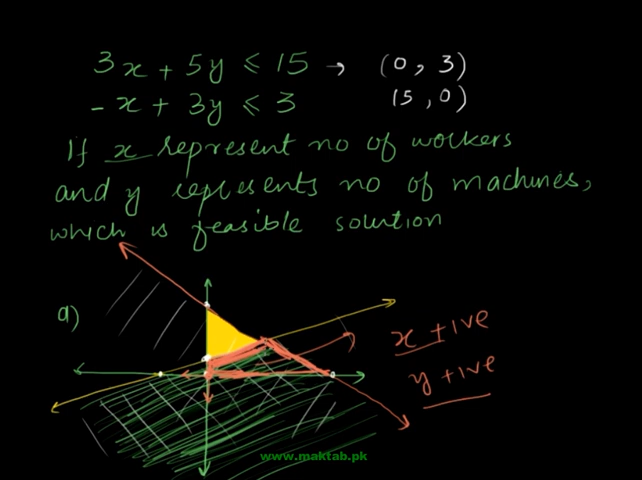 3x + 5y ≤ 15 → (0, 3)
-x + 3y ≤ 3 (5, 0)
If x represent no of workers
and y represents no of machines,
which is feasible solution
a)
x +ive
y +ive
www.maktab.pk